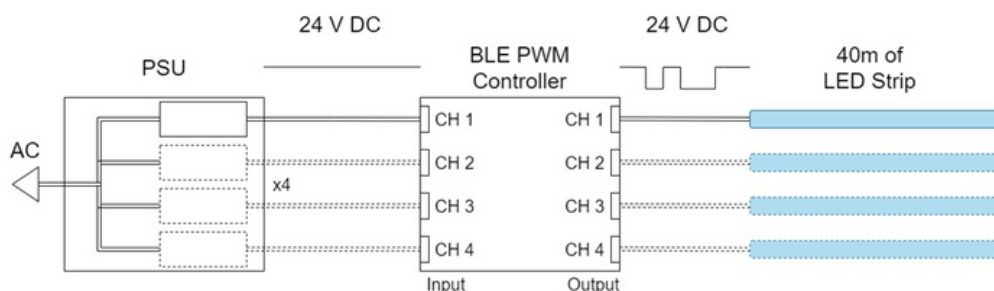 24 V DC
24 V DC
PSU
BLE PWM
Controller
40m of
LED Strip
AC
x4
CH 1
CH 2
CH 3
CH 4
Input
CH 1
CH 2
CH 3
CH 4
Output